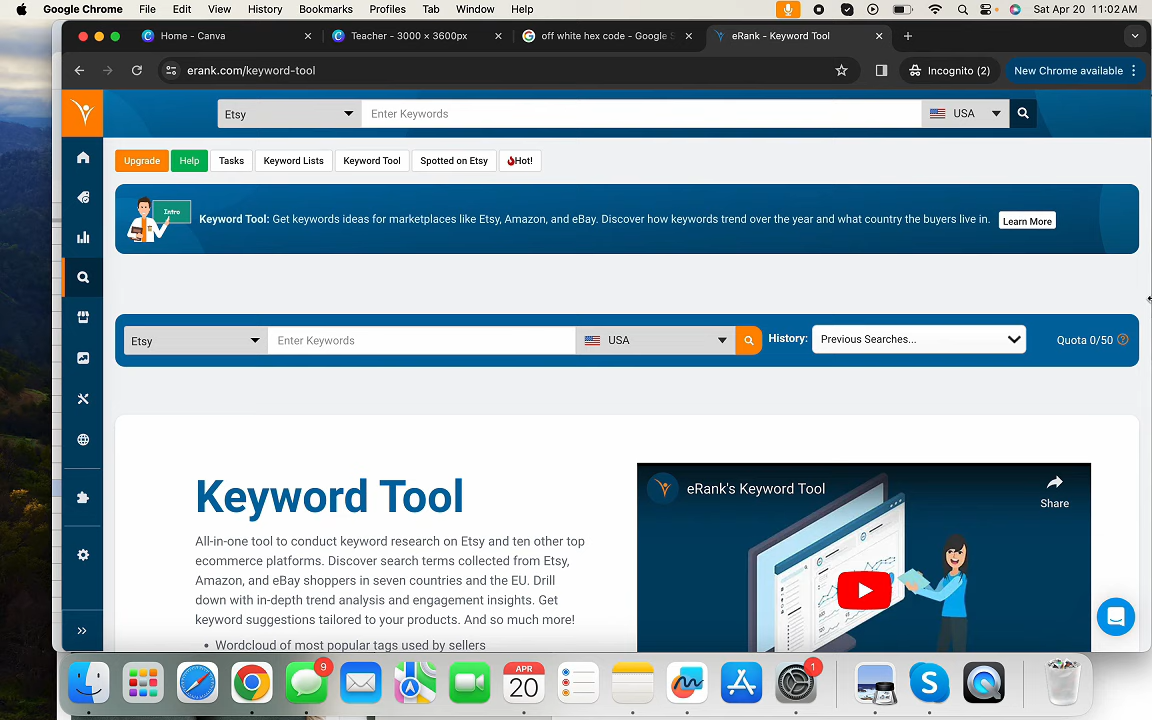 Google Chrome File Edit View History Bookmarks Profiles Tab Window Help Sat Apr 20 11:02 AM
Home - Canva Teacher - 3000 × 3600px off white hex code - Google S eRank - Keyword Tool
erank.com/keyword-tool Incognito (2) New Chrome available
Etsy Enter Keywords USA
Upgrade Help Tasks Keyword Lists Keyword Tool Spotted on Etsy Hot!
Intro
Keyword Tool: Get keywords ideas for marketplaces like Etsy, Amazon, and eBay. Discover how keywords trend over the year and what country the buyers live in. Learn More
Etsy Enter Keywords USA History: Previous Searches... Quota 0/50
Keyword Tool
All-in-one tool to conduct keyword research on Etsy and ten other top
ecommerce platforms. Discover search terms collected from Etsy,
Amazon, and eBay shoppers in seven countries and the EU. Drill
down with in-depth trend analysis and engagement insights. Get
keyword suggestions tailored to your products. And so much more!
• Wordcloud of most popular tags used by sellers
eRank's Keyword Tool
Share
9
APR
20
1